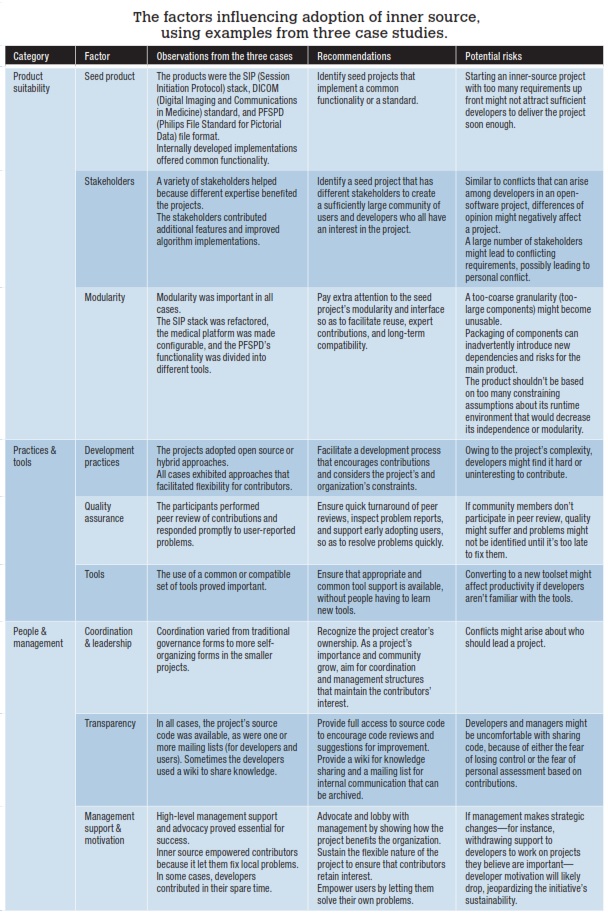 The factors influencing adoption of inner source,
using examples from three case studies.
Category Factor Observations from the three cases Recommendations Potential risks
Product
suitability
Seed product
The products were the SIP (Session
Initiation Protocol) stack, DICOM
(Digital Imaging and Communications
in Medicine) standard, and PFSPD
(Philips File Standard for Pictorial
Data) file format.
Internally developed implementations
offered common functionality.
Identify seed projects that
implement a common
functionality or a standard.
Starting an inner-source project
with too many requirements up
front might not attract sufficient
developers to deliver the project
soon enough.
Stakeholders
A variety of stakeholders helped
because different expertise benefited
the projects.
The stakeholders contributed
additional features and improved
algorithm implementations.
Identify a seed project that has
different stakeholders to create
a sufficiently large community of
users and developers who all have
an interest in the project.
Similar to conflicts that can arise
among developers in an open-
software project, differences of
opinion might negatively affect
a project.
A large number of stakeholders
might lead to conflicting
requirements, possibly leading to
personal conflict.
Modularity
Modularity was important in all
cases.
The SIP stack was refactored,
the medical platform was made
configurable, and the PFSPD's
functionality was divided into
different tools.
Pay extra attention to the seed
project's modularity and interface
so as to facilitate reuse, expert
contributions, and long-term
compatibility.
A too-coarse granularity (too-
large components) might become
unusable.
Packaging of components can
inadvertently introduce new
dependencies and risks for the
main product.
The product shouldn't be based
on too many constraining
assumptions about its runtime
environment that would decrease
its independence or modularity.
Practices &
tools
Development
practices
The projects adopted open source or
hybrid approaches.
All cases exhibited approaches that
facilitated flexibility for contributors.
Facilitate a development process
that encourages contributions
and considers the project's and
organization's constraints.
Owing to the project's complexity,
developers might find it hard or
uninteresting to contribute.
Quality
assurance
The participants performed
peer review of contributions and
responded promptly to user-reported
problems.
Ensure quick turnaround of peer
reviews, inspect problem reports,
and support early adopting users,
so as to resolve problems quickly.
If community members don't
participate in peer review, quality
might suffer and problems might
not be identified until it's too late
to fix them.
Tools
The use of a common or compatible
set of tools proved important.
Ensure that appropriate and
common tool support is available,
without people having to learn
new tools.
Converting to a new toolset might
affect productivity if developers
aren't familiar with the tools.
People &
management
Coordination
& leadership
Coordination varied from traditional
governance forms to more self-
organizing forms in the smaller
projects.
Recognize the project creator's
ownership. As a project's
importance and community
grow, aim for coordination
and management structures
that maintain the contributors'
interest.
Conflicts might arise about who
should lead a project.
Transparency
In all cases, the project's source
code was available, as were one or
more mailing lists (for developers and
users). Sometimes the developers
used a wiki to share knowledge.
Provide full access to source code
to encourage code reviews and
suggestions for improvement.
Provide a wiki for knowledge
sharing and a mailing list for
internal communication that can
be archived.
Developers and managers might
be uncomfortable with sharing
code, because of either the fear
of losing control or the fear of
personal assessment based on
contributions.
Management
support &
motivation
High-level management support
and advocacy proved essential for
success.
Inner source empowered contributors
because it let them fix local problems.
In some cases, developers
contributed in their spare time.
Advocate and lobby with
management by showing how the
project benefits the organization.
Sustain the flexible nature of the
project to ensure that contributors
retain interest.
Empower users by letting them
solve their own problems.
If management makes strategic
changes—for instance,
withdrawing support to
developers to work on projects
they believe are important—
developer motivation will likely
drop, jeopardizing the initiative's
sustainability.